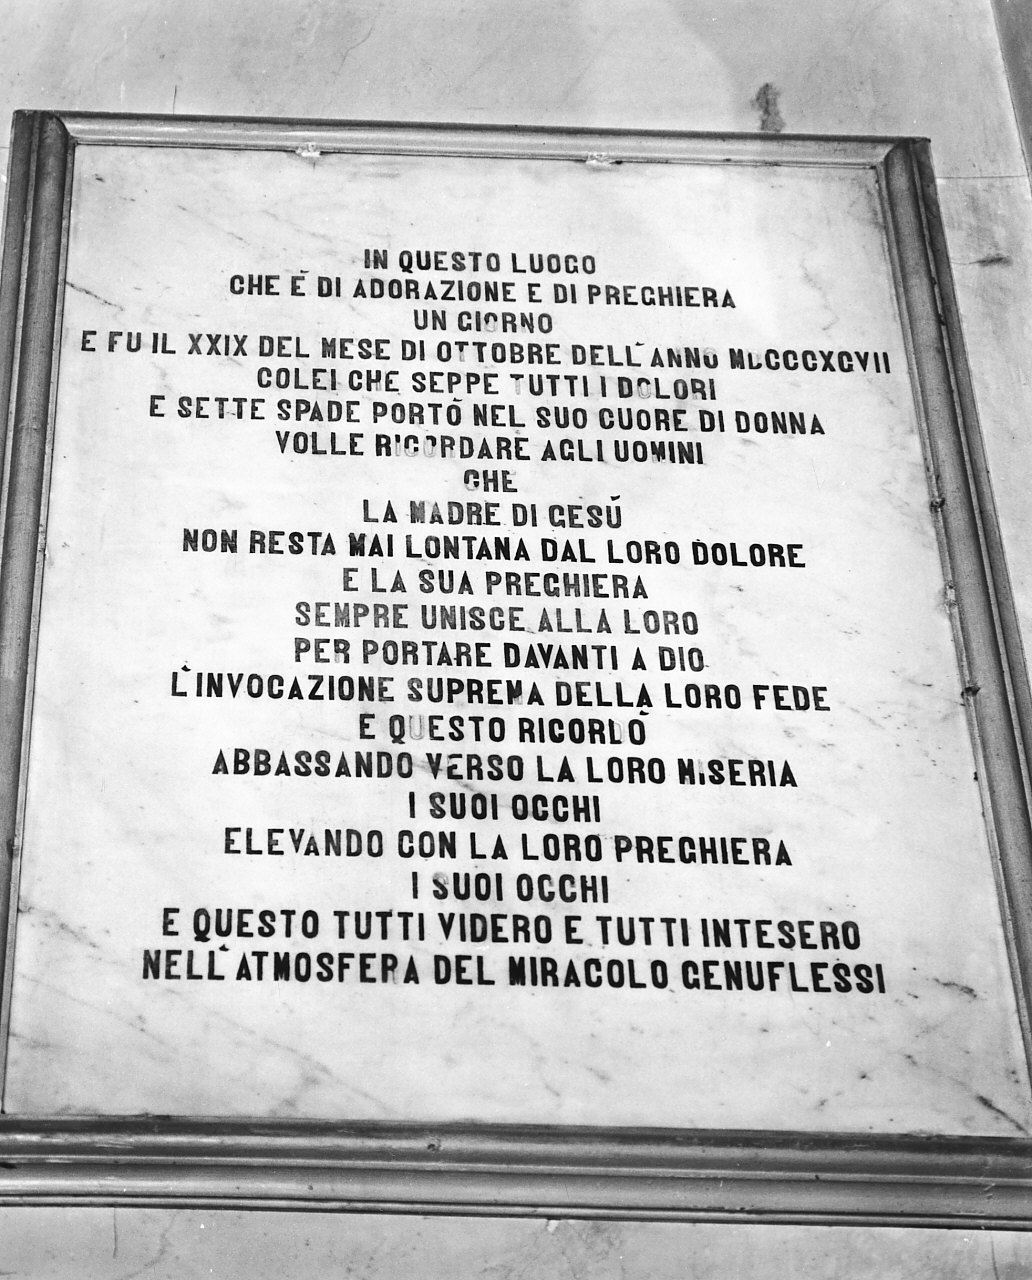 IN QUESTO LUOGO
CHE È DI ADORAZIONE E DI PREGHIERA
UN GIORNO
E FU IL XXIX DEL MESE DI OTTOBRE DELL'ANNO MDCCCXCVII
COLEI CHE SEPPE TUTTI I DOLORI
E SETTE SPADE PORTÒ NEL SUO CUORE DI DONNA
VOLLE RICORDARE AGLI UOMINI
CHE
LA MADRE DI GESÙ
NON RESTA MAI LONTANA DAL LORO DOLORE
E LA SUA PREGHIERA
SEMPRE UNISCE ALLA LORO
PER PORTARE DAVANTI A DIO
L'INVOCAZIONE SUPREMA DELLA LORO FEDE
E QUESTO RICORDÒ
ABBASSANDO VERSO LA LORO MISERIA
I SUOI OCCHI
ELEVANDO CON LA LORO PREGHIERA
I SUOI OCCHI
E QUESTO TUTTI VIDERO E TUTTI INTESERO
NELL'ATMOSFERA DEL MIRACOLO GENUFLESSI